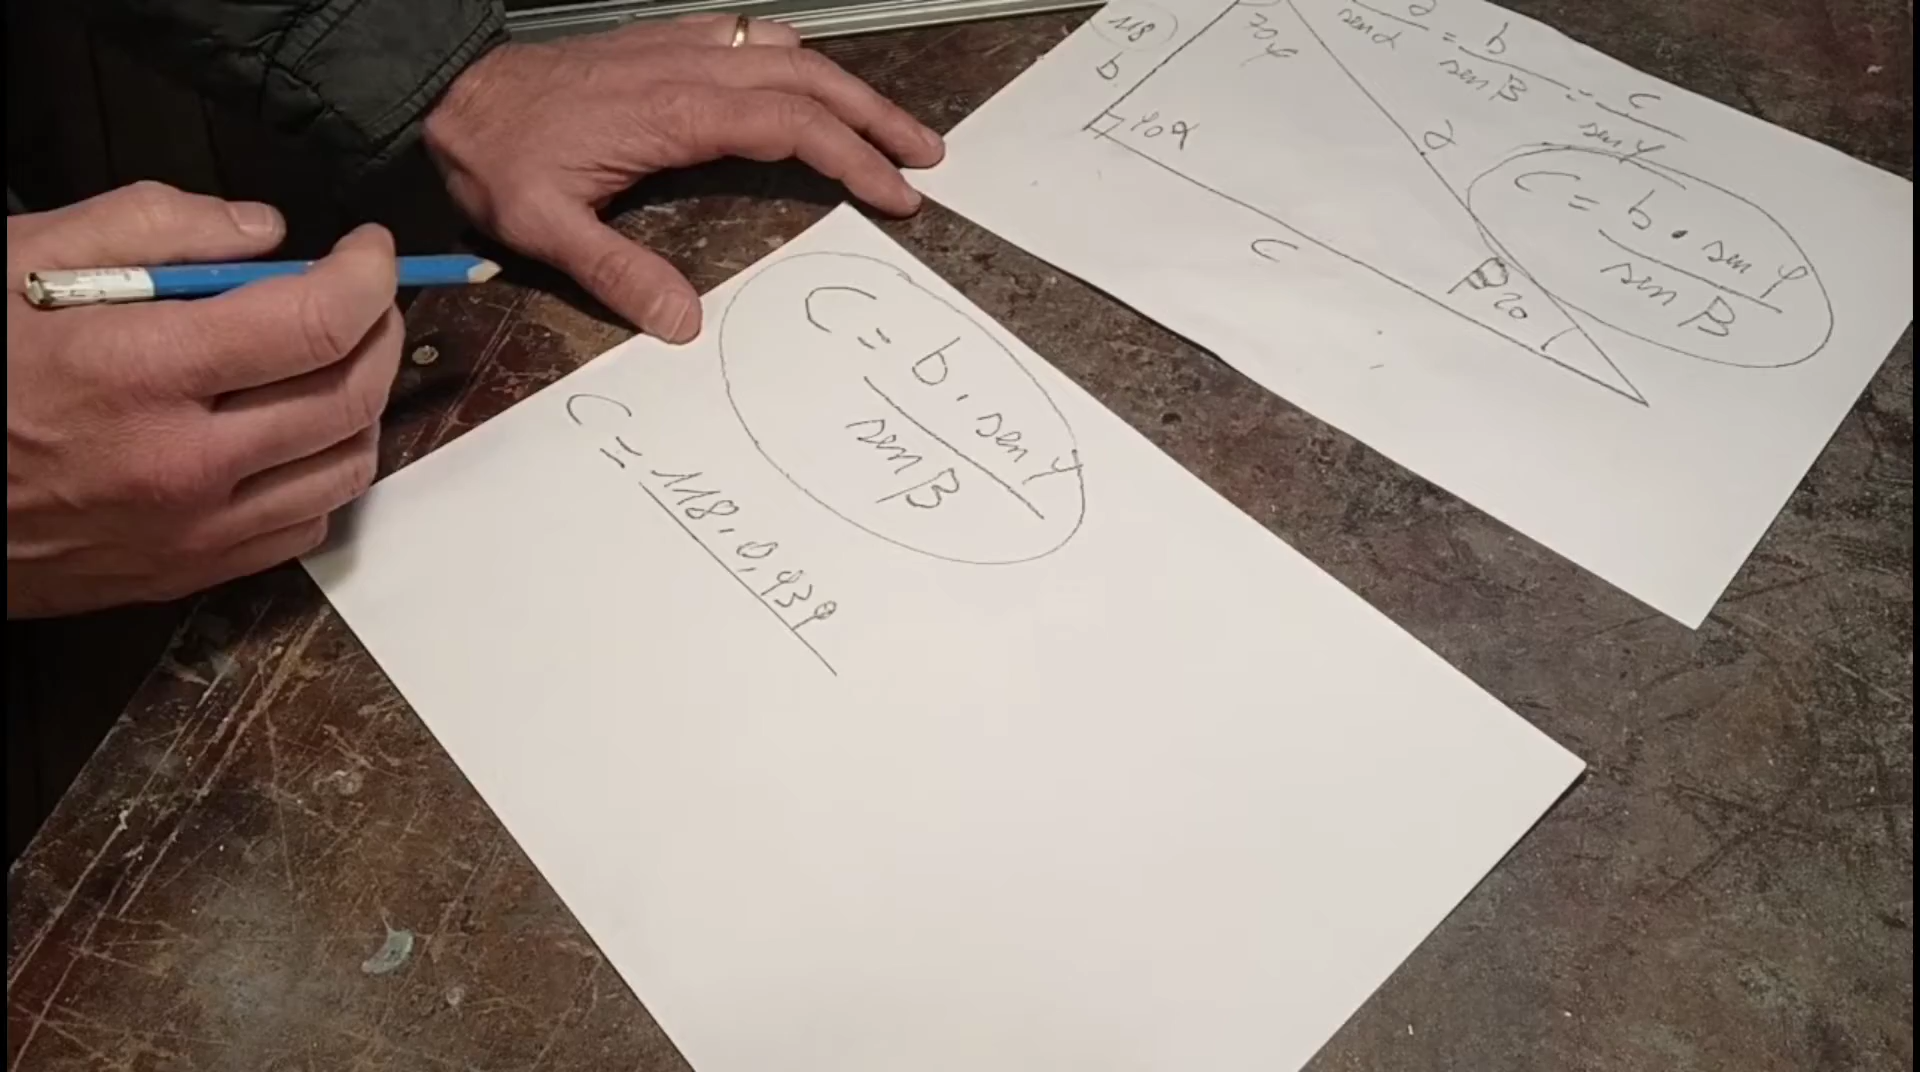 C = b · sen φ
sen β
C = 118 · 0,939
118
b
70 φ
90 α
a
sen α
= b
sen β
= c
sen φ
a
c
β 20
C = b · sen φ
sen β